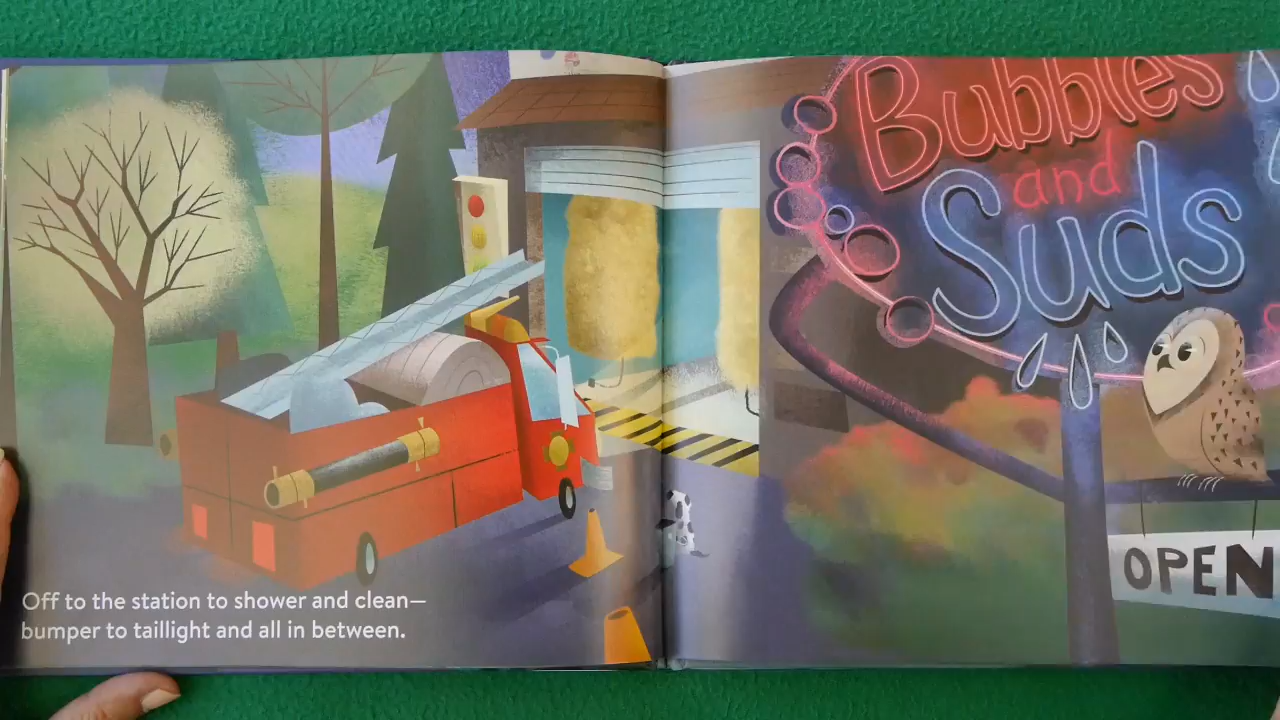 Off to the station to shower and clean—
bumper to taillight and all in between.
Bubbles
and
Suds
OPEN